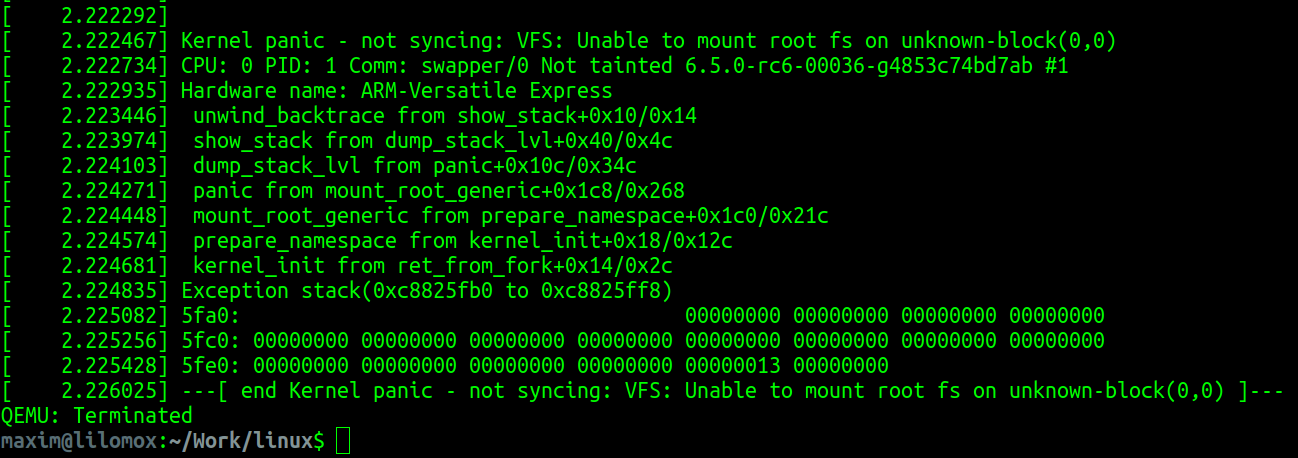 [    2.222292]
[    2.222467] Kernel panic - not syncing: VFS: Unable to mount root fs on unknown-block(0,0)
[    2.222734] CPU: 0 PID: 1 Comm: swapper/0 Not tainted 6.5.0-rc6-00036-g4853c74bd7ab #1
[    2.222935] Hardware name: ARM-Versatile Express
[    2.223446]  unwind_backtrace from show_stack+0x10/0x14
[    2.223974]  show_stack from dump_stack_lvl+0x40/0x4c
[    2.224103]  dump_stack_lvl from panic+0x10c/0x34c
[    2.224271]  panic from mount_root_generic+0x1c8/0x268
[    2.224448]  mount_root_generic from prepare_namespace+0x1c0/0x21c
[    2.224574]  prepare_namespace from kernel_init+0x18/0x12c
[    2.224681]  kernel_init from ret_from_fork+0x14/0x2c
[    2.224835] Exception stack(0xc8825fb0 to 0xc8825ff8)
[    2.225082] 5fa0:                                     00000000 00000000 00000000 00000000
[    2.225256] 5fc0: 00000000 00000000 00000000 00000000 00000000 00000000 00000000 00000000
[    2.225428] 5fe0: 00000000 00000000 00000000 00000000 00000013 00000000
[    2.226025] ---[ end Kernel panic - not syncing: VFS: Unable to mount root fs on unknown-block(0,0) ]---
QEMU: Terminated
maxim@lilomox:~/Work/linux$